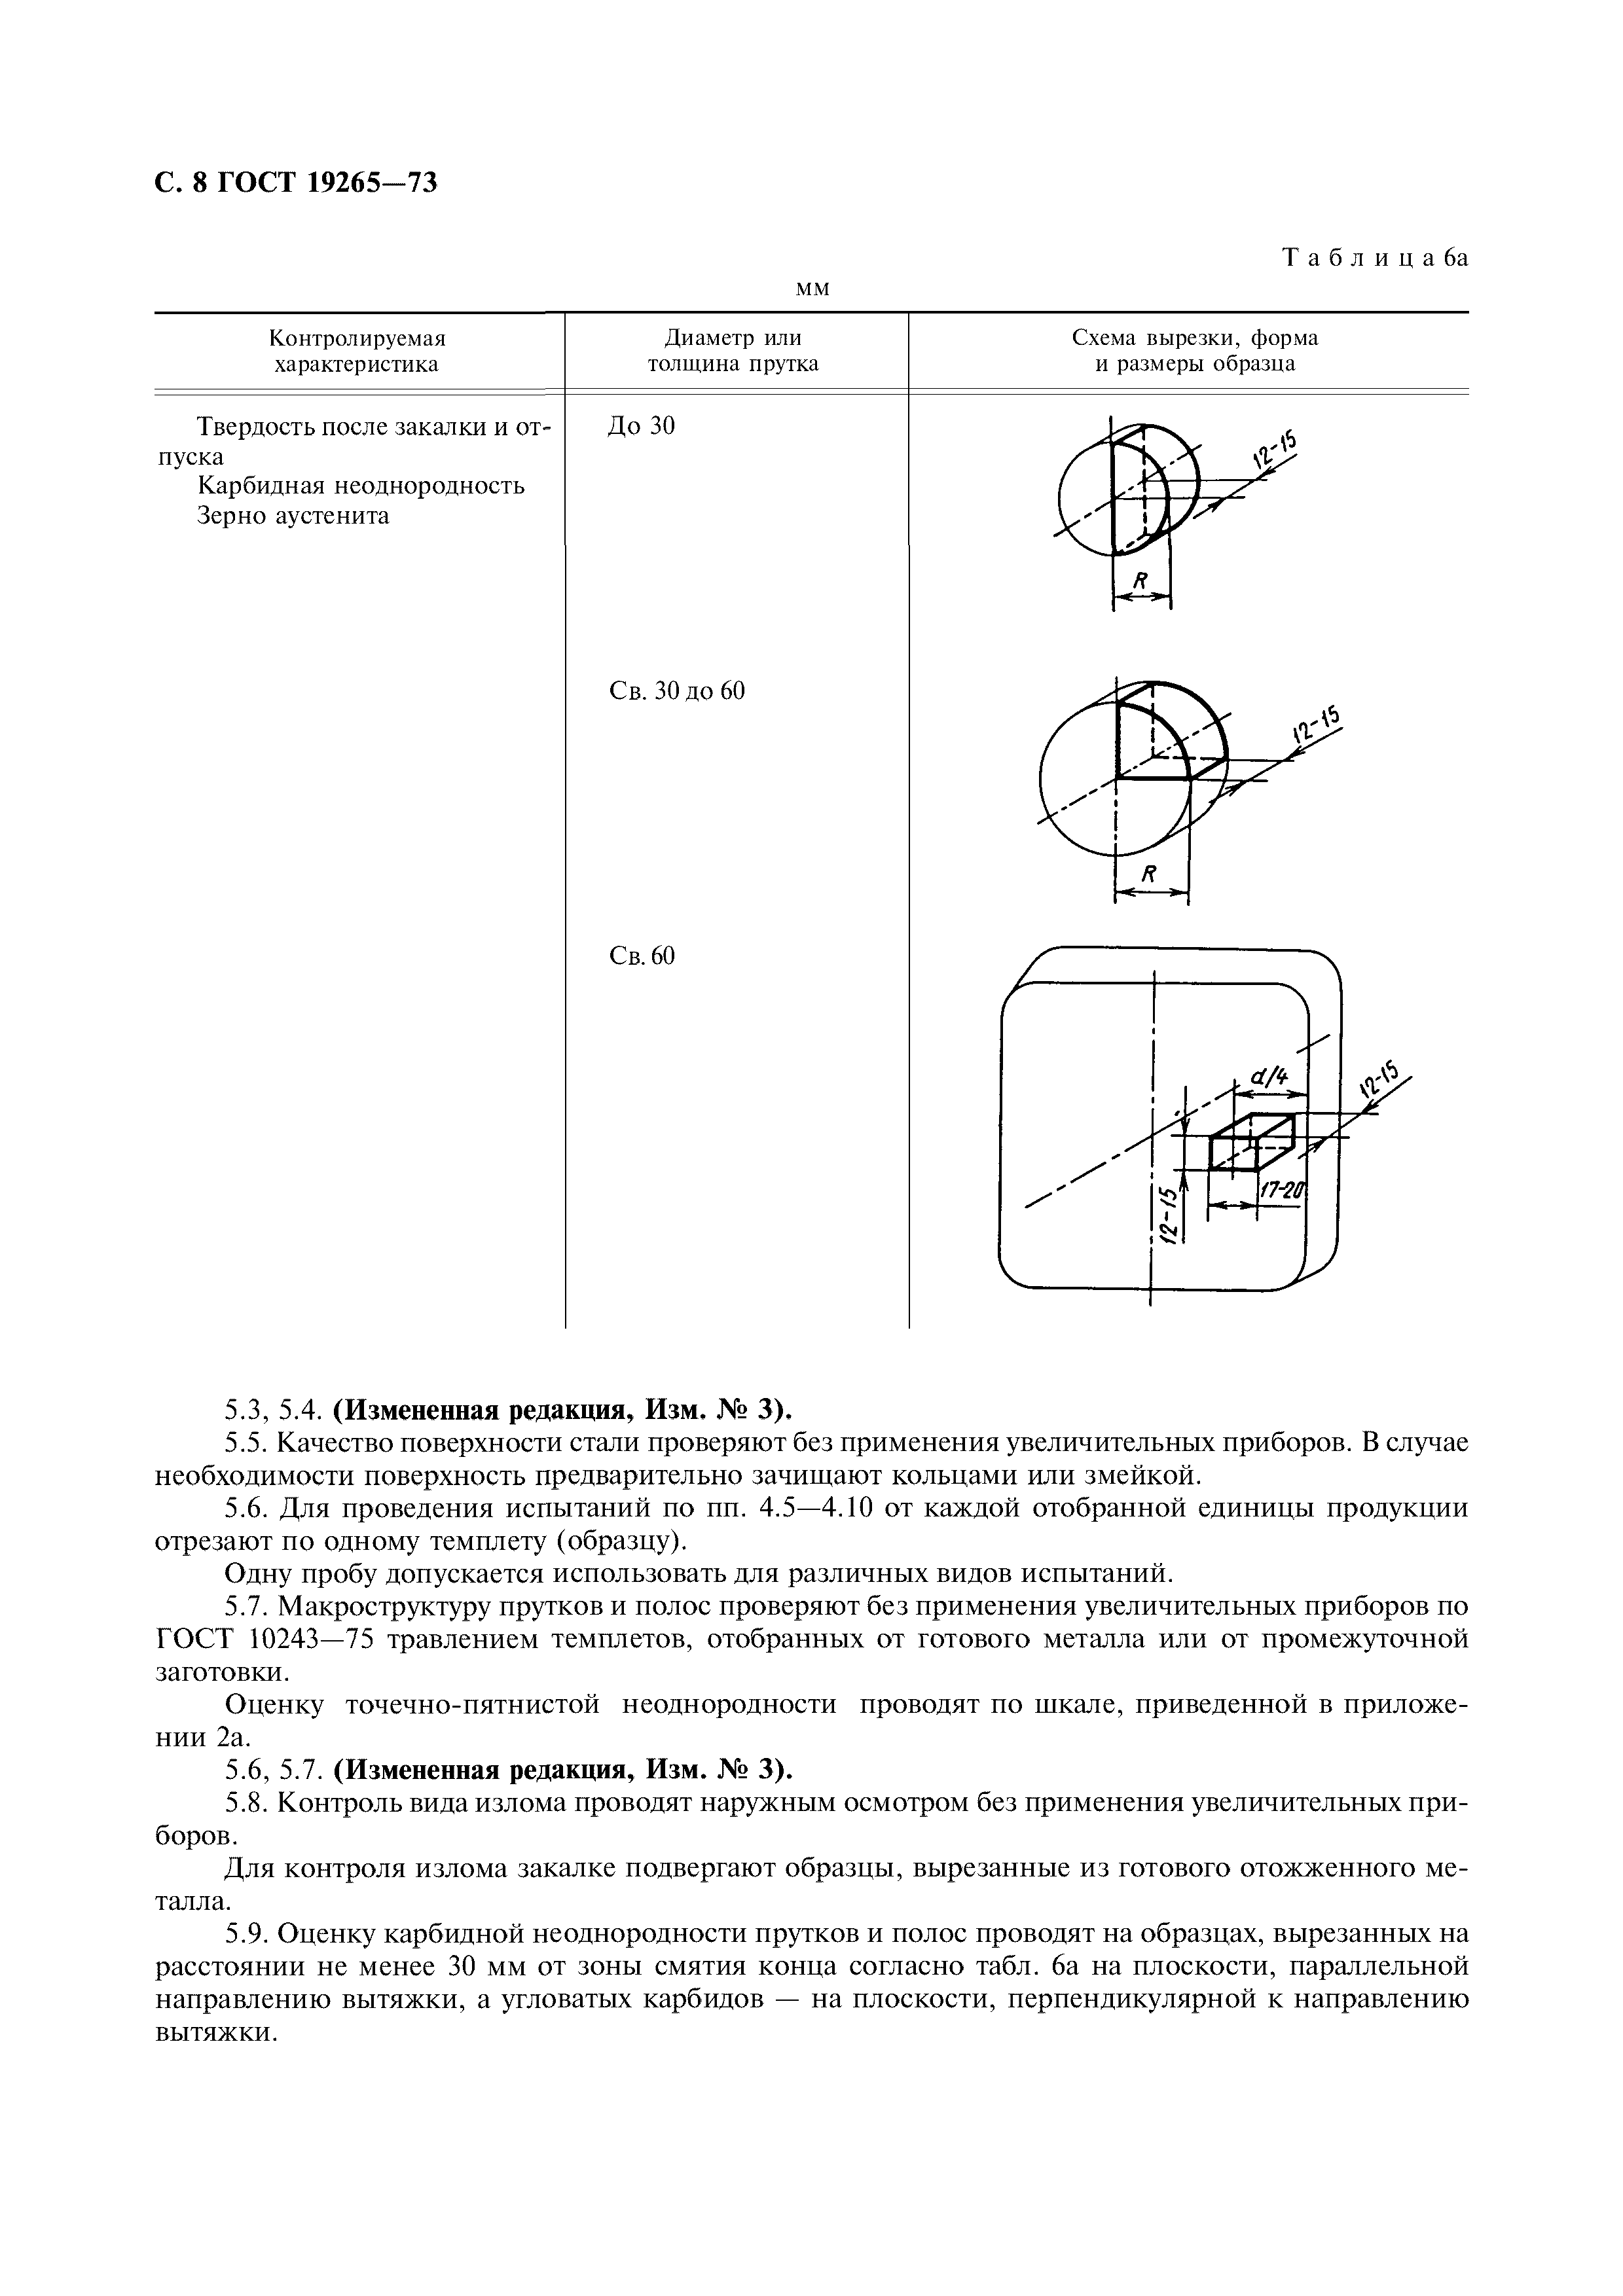 С. 8 ГОСТ 19265—73
Таблица 6а
мм
Контролируемая характеристика
Диаметр или толщина прутка
Схема вырезки, форма и размеры образца
Твердость после закалки и от-
пуска
Карбидная неоднородность
Зерно аустенита
До 30
12-15
R
Св. 30 до 60
12-15
R
Св. 60
d/4
12-15
17-20
12-15
5.3, 5.4. (Измененная редакция, Изм. № 3).
5.5. Качество поверхности стали проверяют без применения увеличительных приборов. В случае
необходимости поверхность предварительно зачищают кольцами или змейкой.
5.6. Для проведения испытаний по пп. 4.5—4.10 от каждой отобранной единицы продукции
отрезают по одному темплету (образцу).
Одну пробу допускается использовать для различных видов испытаний.
5.7. Макроструктуру прутков и полос проверяют без применения увеличительных приборов по
ГОСТ 10243—75 травлением темплетов, отобранных от готового металла или от промежуточной
заготовки.
Оценку точечно-пятнистой неоднородности проводят по шкале, приведенной в приложе-
нии 2а.
5.6, 5.7. (Измененная редакция, Изм. № 3).
5.8. Контроль вида излома проводят наружным осмотром без применения увеличительных при-
боров.
Для контроля излома закалке подвергают образцы, вырезанные из готового отожженного ме-
талла.
5.9. Оценку карбидной неоднородности прутков и полос проводят на образцах, вырезанных на
расстоянии не менее 30 мм от зоны смятия конца согласно табл. 6а на плоскости, параллельной
направлению вытяжки, а угловатых карбидов — на плоскости, перпендикулярной к направлению
вытяжки.